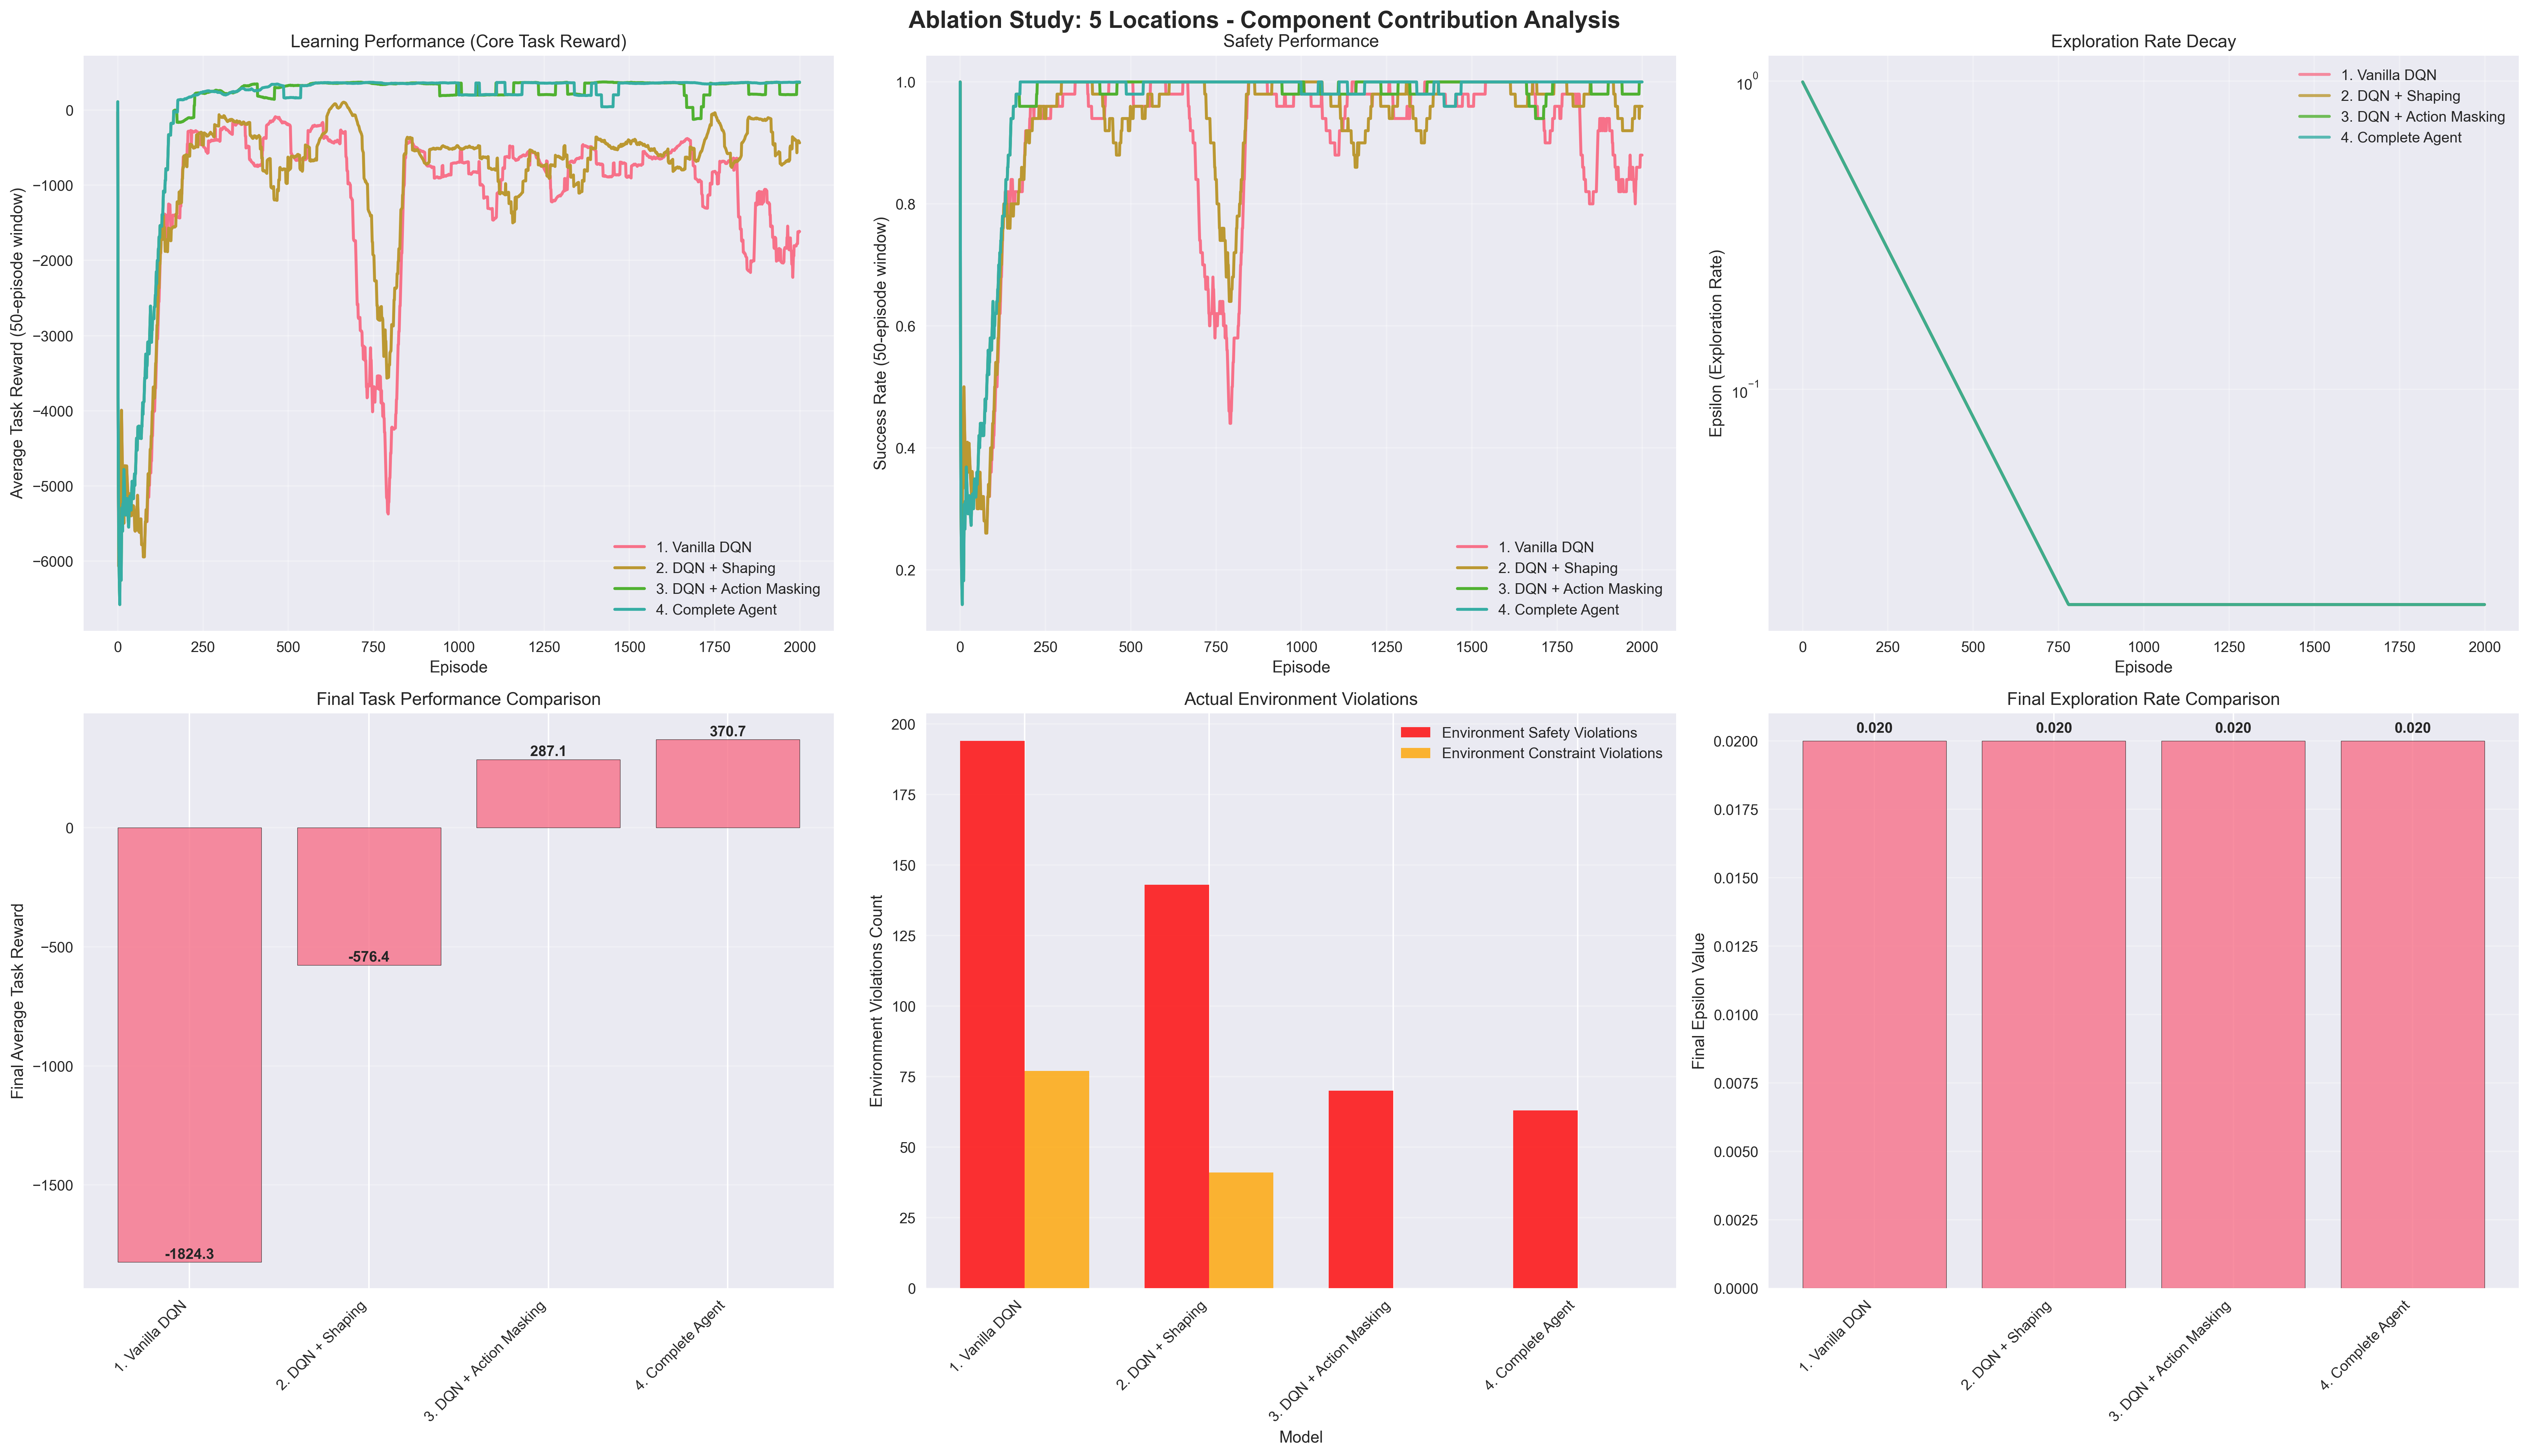 Ablation Study: 5 Locations - Component Contribution Analysis
Learning Performance (Core Task Reward)
Average Task Reward (50-episode window)
0
−1000
−2000
−3000
−4000
−5000
−6000
0 250 500 750 1000 1250 1500 1750 2000
Episode
1. Vanilla DQN
2. DQN + Shaping
3. DQN + Action Masking
4. Complete Agent
Safety Performance
Success Rate (50-episode window)
1.0
0.8
0.6
0.4
0.2
0 250 500 750 1000 1250 1500 1750 2000
Episode
1. Vanilla DQN
2. DQN + Shaping
3. DQN + Action Masking
4. Complete Agent
Exploration Rate Decay
Epsilon (Exploration Rate)
10⁰
10⁻¹
0 250 500 750 1000 1250 1500 1750 2000
Episode
1. Vanilla DQN
2. DQN + Shaping
3. DQN + Action Masking
4. Complete Agent
Final Task Performance Comparison
Final Average Task Reward
0
−500
−1000
−1500
-1824.3
-576.4
287.1
370.7
1. Vanilla DQN
2. DQN + Shaping
3. DQN + Action Masking
4. Complete Agent
Actual Environment Violations
Environment Violations Count
200
175
150
125
100
75
50
25
0
Environment Safety Violations
Environment Constraint Violations
1. Vanilla DQN
2. DQN + Shaping
3. DQN + Action Masking
4. Complete Agent
Model
Final Exploration Rate Comparison
Final Epsilon Value
0.0200
0.0175
0.0150
0.0125
0.0100
0.0075
0.0050
0.0025
0.0000
0.020 0.020 0.020 0.020
1. Vanilla DQN
2. DQN + Shaping
3. DQN + Action Masking
4. Complete Agent